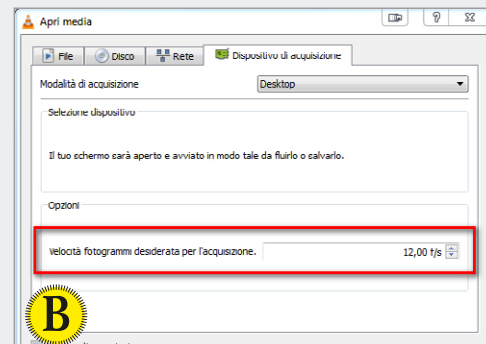 Apri media
File Disco Rete Dispositivo di acquisizione
Modalità di acquisizione Desktop
Selezione dispositivo
Il tuo schermo sarà aperto e avviato in modo tale da fluirlo o salvarlo.
Opzioni
Velocità fotogrammi desiderata per l'acquisizione. 12,00 f/s
B